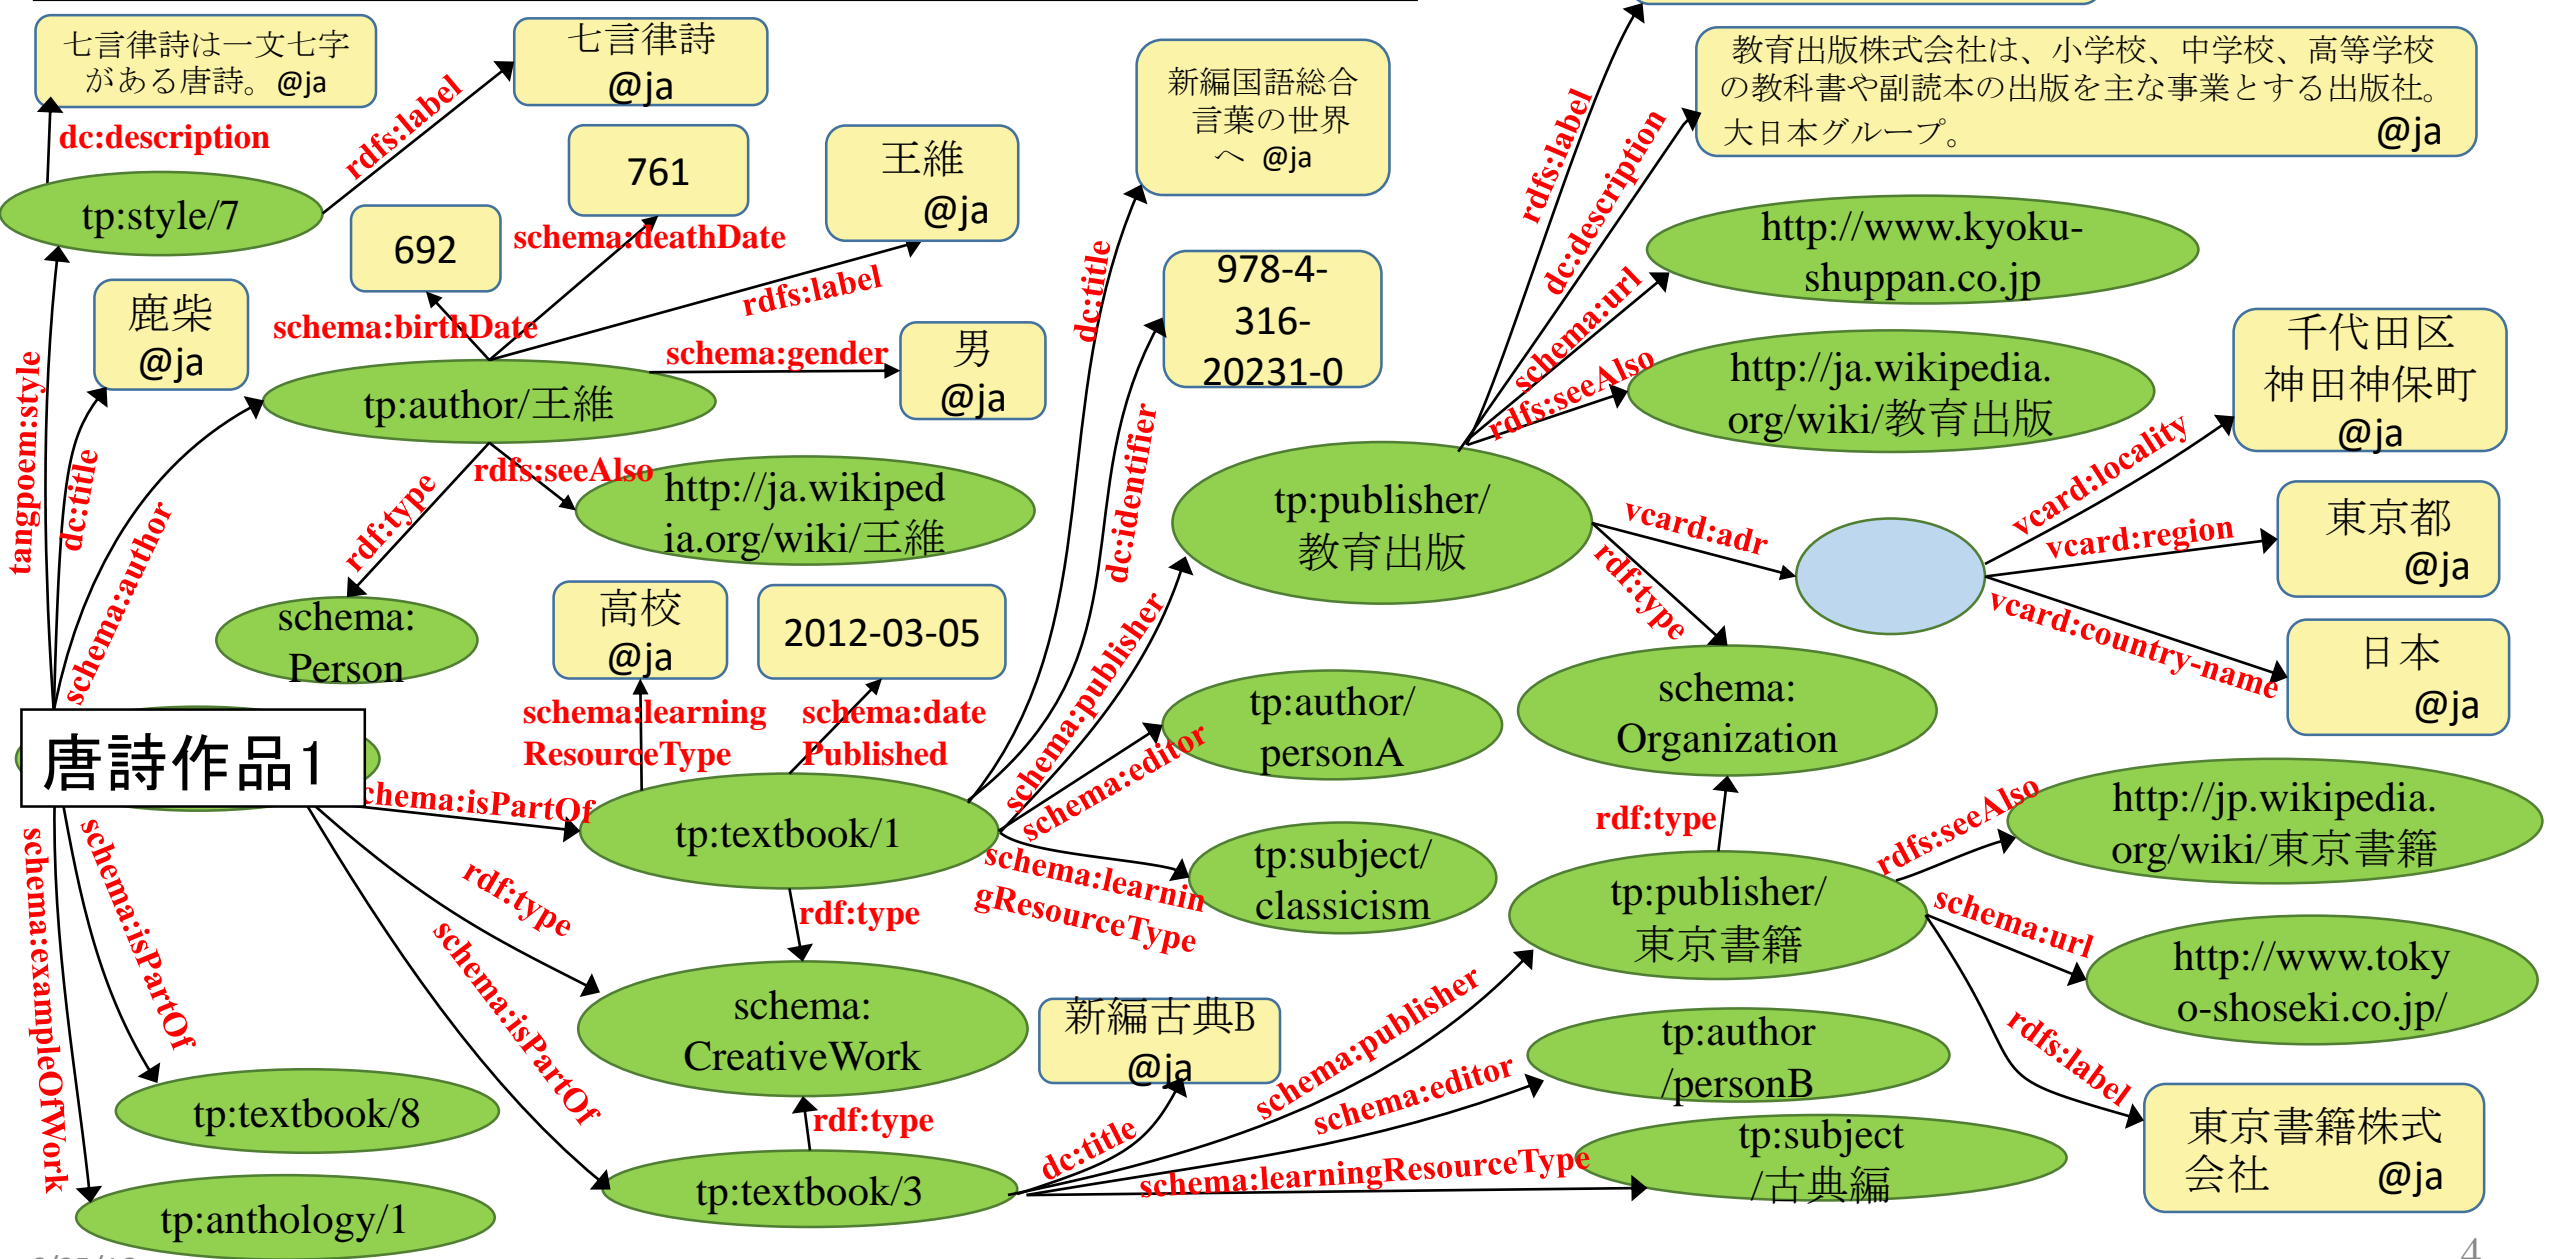 七言律詩は一文七字
がある唐詩。@ja
七言律詩
@ja
dc:description
rdfs:label
tp:style/7
761
王維
@ja
692
schema:deathDate
rdfs:label
schema:birthDate
鹿柴
@ja
schema:gender
男
@ja
tp:author/王維
tangpoem:style
dc:title
schema:author
rdf:type
rdfs:seeAlso
http://ja.wikiped
ia.org/wiki/王維
schema:
Person
高校
@ja
2012-03-05
schema:learning
ResourceType
schema:date
Published
唐詩作品1
chema:isPartOf
tp:textbook/1
schema:exampleOfWork
schema:isPartOf
rdf:type
schema:isPartOf
rdf:type
schema:
CreativeWork
rdf:type
tp:textbook/8
tp:anthology/1
tp:textbook/3
新編国語総合
言葉の世界
へ @ja
dc:title
978-4-
316-
20231-0
dc:identifier
schema:publisher
schema:editor
schema:learnin
gResourceType
tp:publisher/
教育出版
tp:author/
personA
tp:subject/
classicism
rdfs:label
dc:description
schema:url
rdfs:seeAlso
教育出版株式会社は、小学校、中学校、高等学校
の教科書や副読本の出版を主な事業とする出版社。
大日本グループ。 @ja
http://www.kyoku-
shuppan.co.jp
http://ja.wikipedia.
org/wiki/教育出版
vcard:adr
rdf:type
vcard:locality
vcard:region
vcard:country-name
千代田区
神田神保町
@ja
東京都
@ja
日本
@ja
schema:
Organization
rdf:type
tp:publisher/
東京書籍
rdfs:seeAlso
schema:url
rdfs:label
http://jp.wikipedia.
org/wiki/東京書籍
http://www.toky
o-shoseki.co.jp/
東京書籍株式
会社 @ja
新編古典B
@ja
dc:title
schema:publisher
schema:editor
schema:learningResourceType
tp:author
/personB
tp:subject
/古典編
4